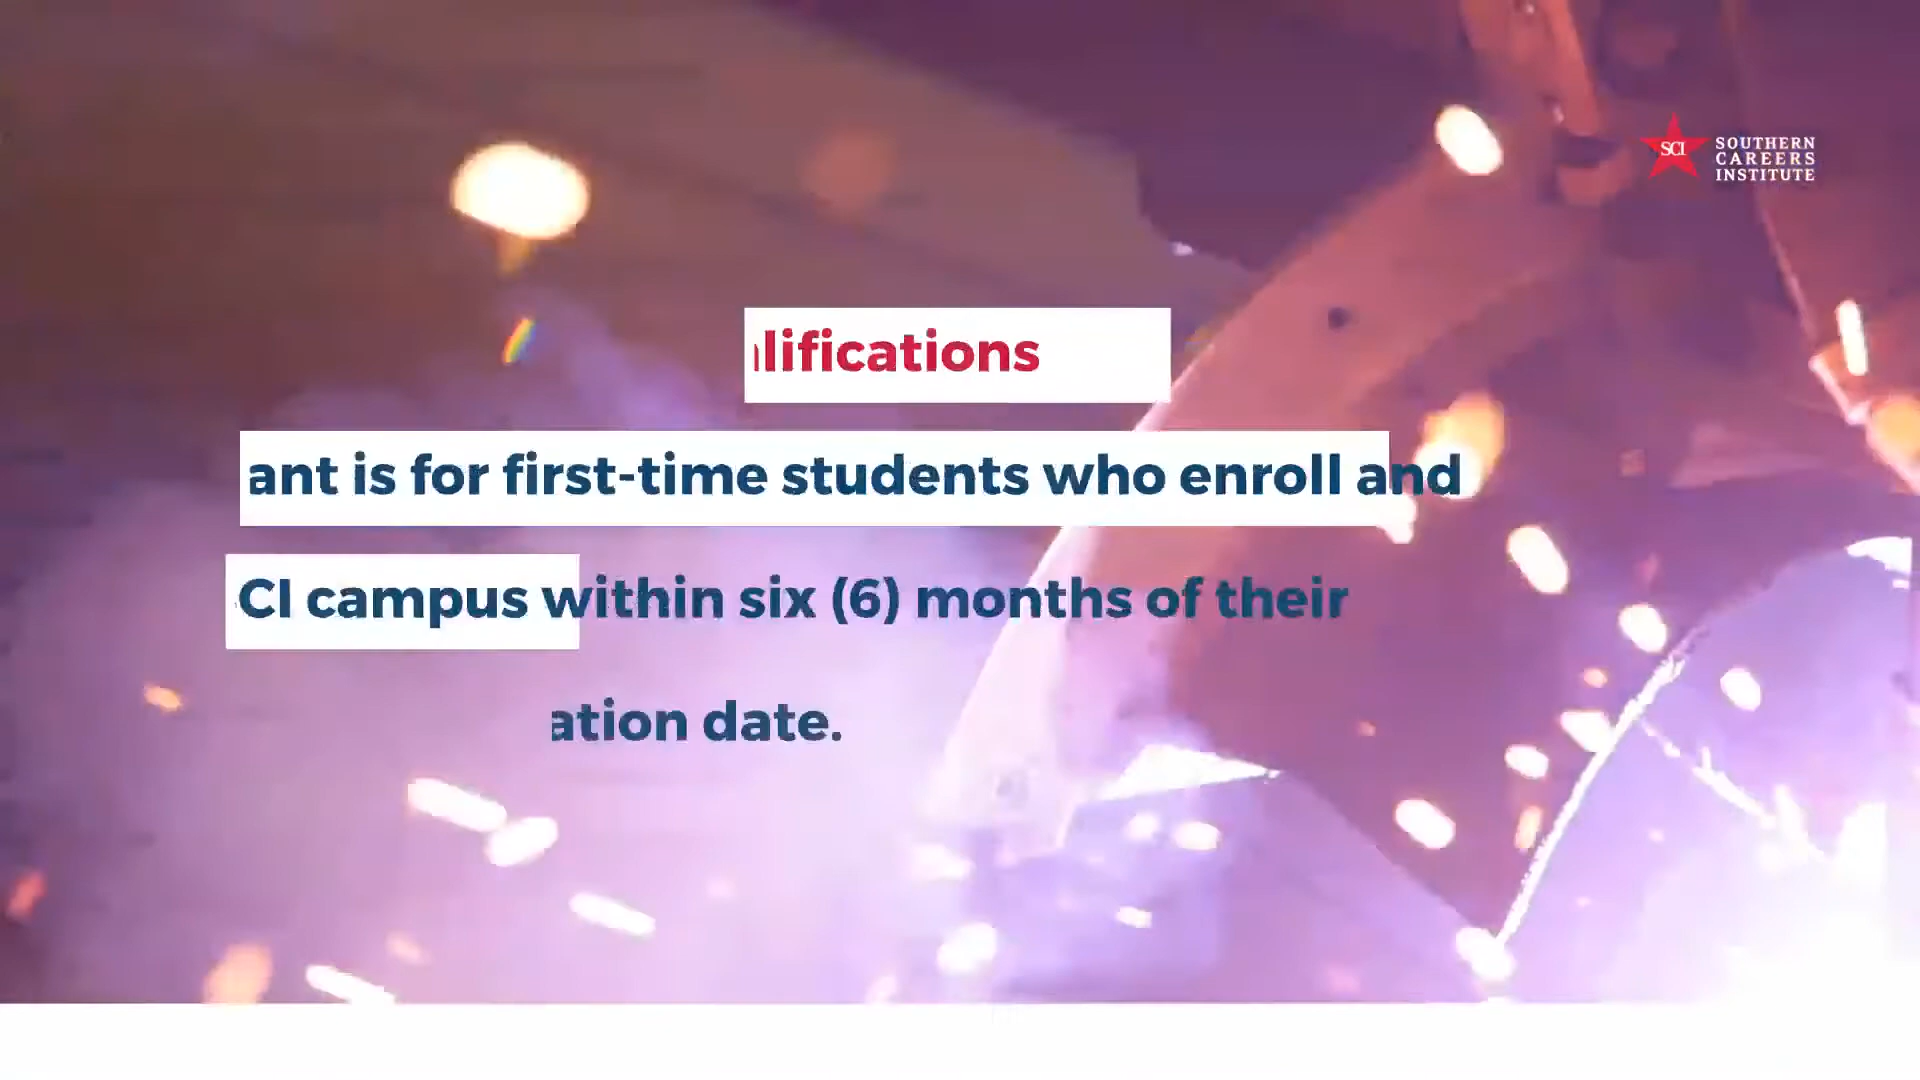 SCI SOUTHERN
CAREERS
INSTITUTE
lifications
ant is for first-time students who enroll and
CI campus within six (6) months of their
ation date.